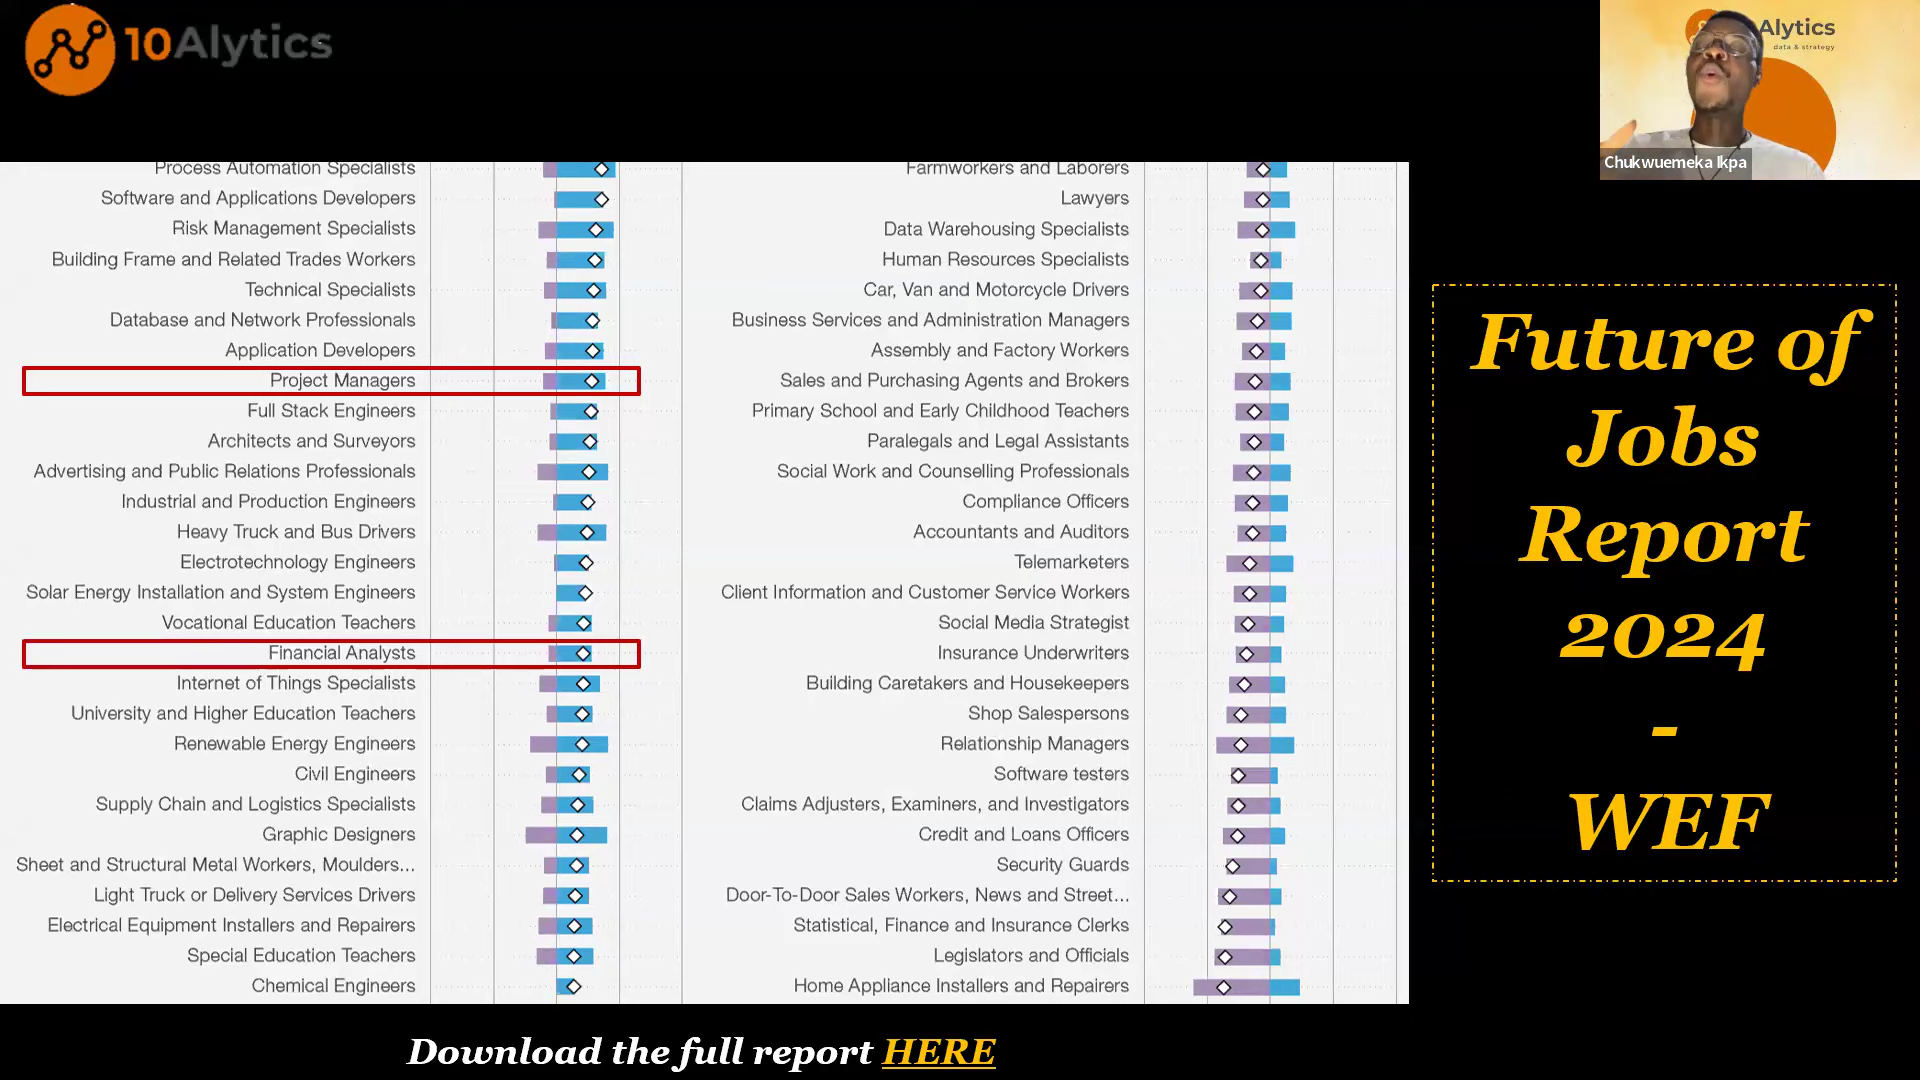 10Alytics
Alytics
data & strategy
Chukwuemeka Ikpa
Process Automation Specialists
Software and Applications Developers
Risk Management Specialists
Building Frame and Related Trades Workers
Technical Specialists
Database and Network Professionals
Application Developers
Project Managers
Full Stack Engineers
Architects and Surveyors
Advertising and Public Relations Professionals
Industrial and Production Engineers
Heavy Truck and Bus Drivers
Electrotechnology Engineers
Solar Energy Installation and System Engineers
Vocational Education Teachers
Financial Analysts
Internet of Things Specialists
University and Higher Education Teachers
Renewable Energy Engineers
Civil Engineers
Supply Chain and Logistics Specialists
Graphic Designers
Sheet and Structural Metal Workers, Moulders...
Light Truck or Delivery Services Drivers
Electrical Equipment Installers and Repairers
Special Education Teachers
Chemical Engineers
Farmworkers and Laborers
Lawyers
Data Warehousing Specialists
Human Resources Specialists
Car, Van and Motorcycle Drivers
Business Services and Administration Managers
Assembly and Factory Workers
Sales and Purchasing Agents and Brokers
Primary School and Early Childhood Teachers
Paralegals and Legal Assistants
Social Work and Counselling Professionals
Compliance Officers
Accountants and Auditors
Telemarketers
Client Information and Customer Service Workers
Social Media Strategist
Insurance Underwriters
Building Caretakers and Housekeepers
Shop Salespersons
Relationship Managers
Software testers
Claims Adjusters, Examiners, and Investigators
Credit and Loans Officers
Security Guards
Door-To-Door Sales Workers, News and Street...
Statistical, Finance and Insurance Clerks
Legislators and Officials
Home Appliance Installers and Repairers
Future of
Jobs
Report
2024
-
WEF
Download the full report HERE